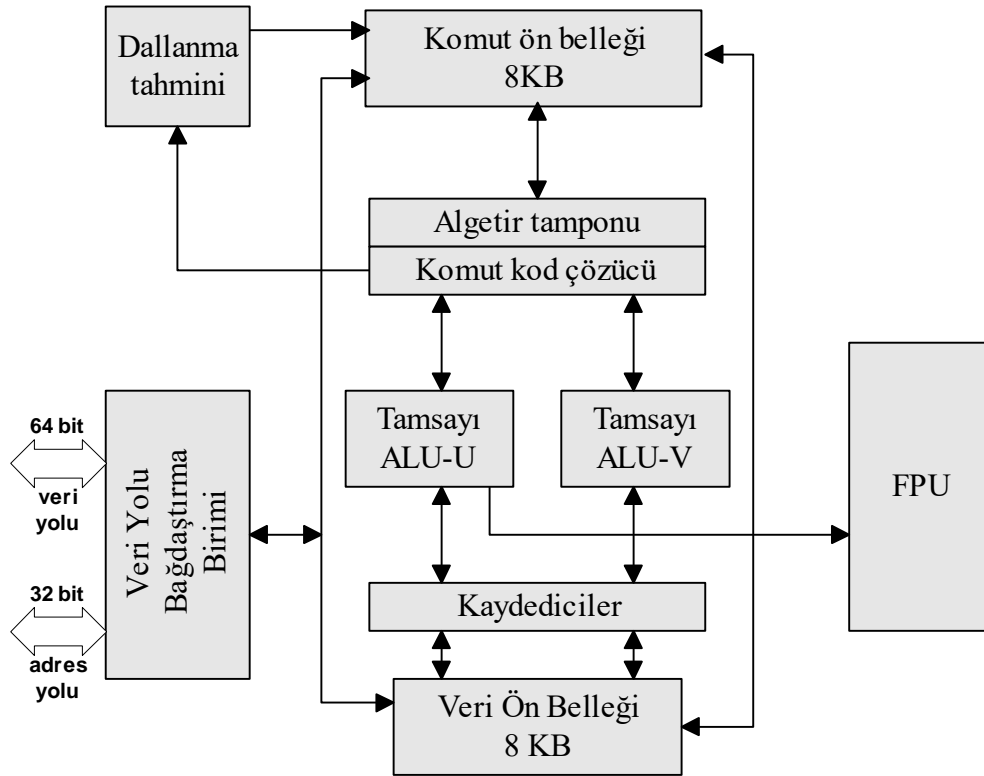 Dallanma
tahmini
Komut ön belleği
8KB
Algetir tamponu
Komut kod çözücü
Tamsayı
ALU-U
Tamsayı
ALU-V
FPU
64 bit
veri
yolu
32 bit
adres
yolu
Veri Yolu
Bağdaştırma
Birimi
Kaydediciler
Veri Ön Belleği
8 KB